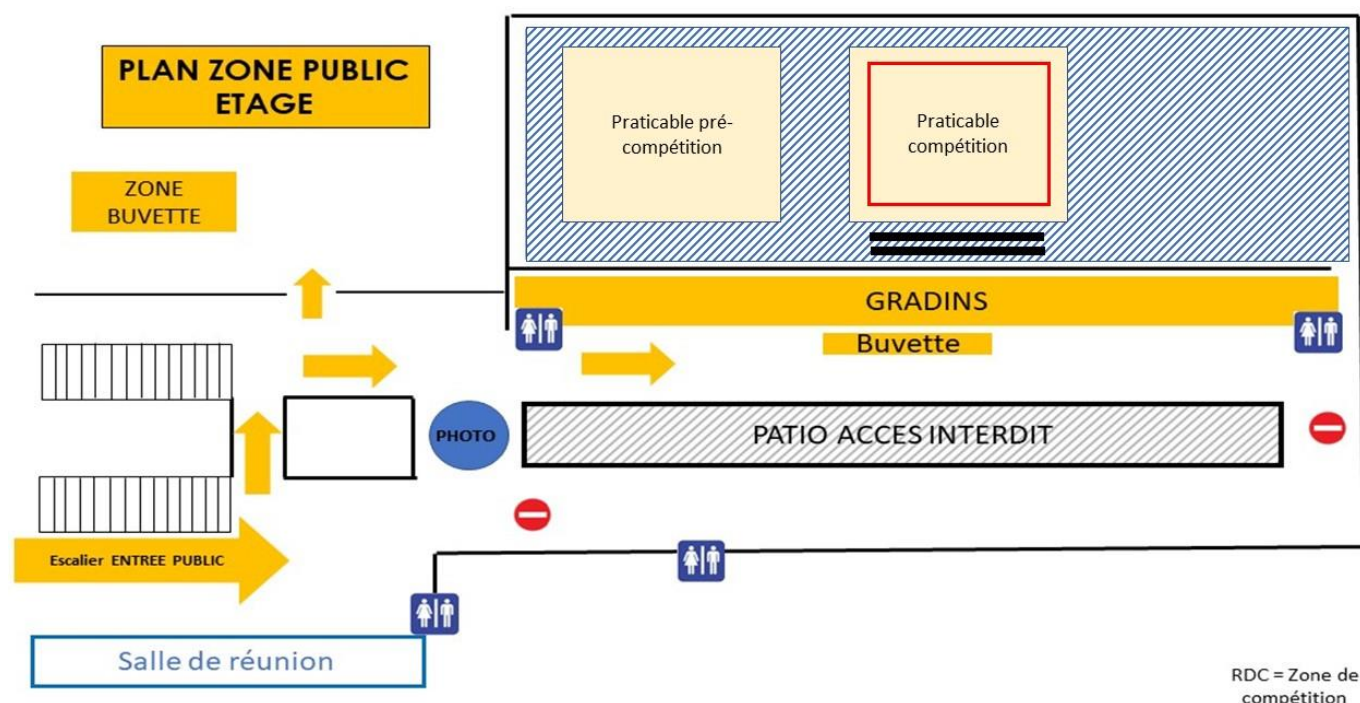 PLAN ZONE PUBLIC
ETAGE
Praticable pré-
compétition
Praticable
compétition
ZONE
BUVETTE
GRADINS
Buvette
PHOTO
PATIO ACCES INTERDIT
Escalier ENTREE PUBLIC
Salle de réunion
RDC = Zone de
compétition